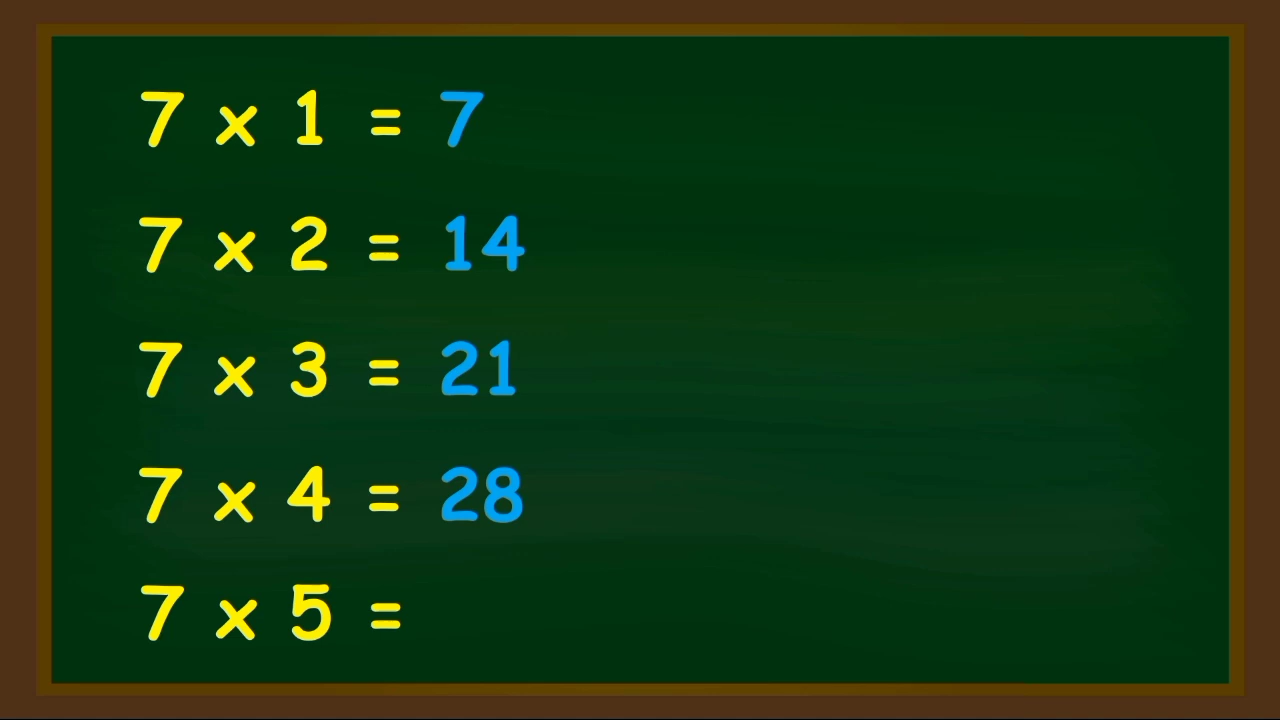 7 x 1 = 7
7 x 2 = 14
7 x 3 = 21
7 x 4 = 28
7 x 5 =